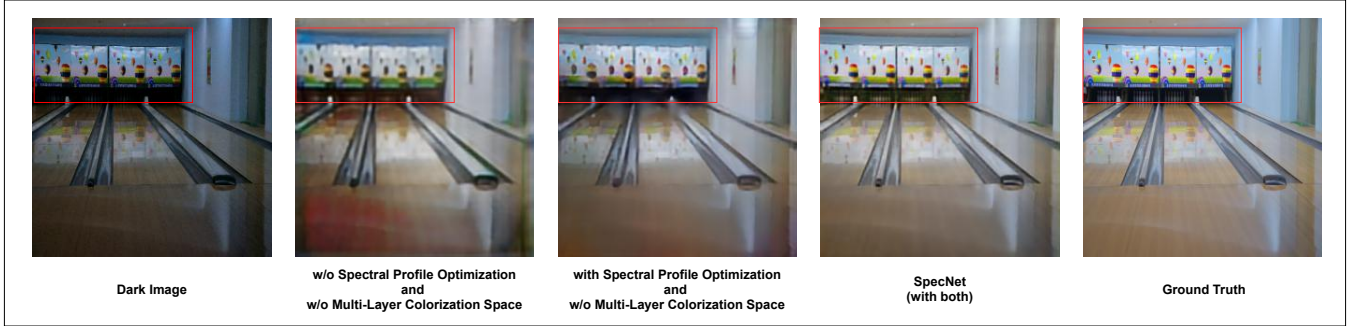 Dark Image
w/o Spectral Profile Optimization
and
w/o Multi-Layer Colorization Space
with Spectral Profile Optimization
and
w/o Multi-Layer Colorization Space
SpecNet
(with both)
Ground Truth